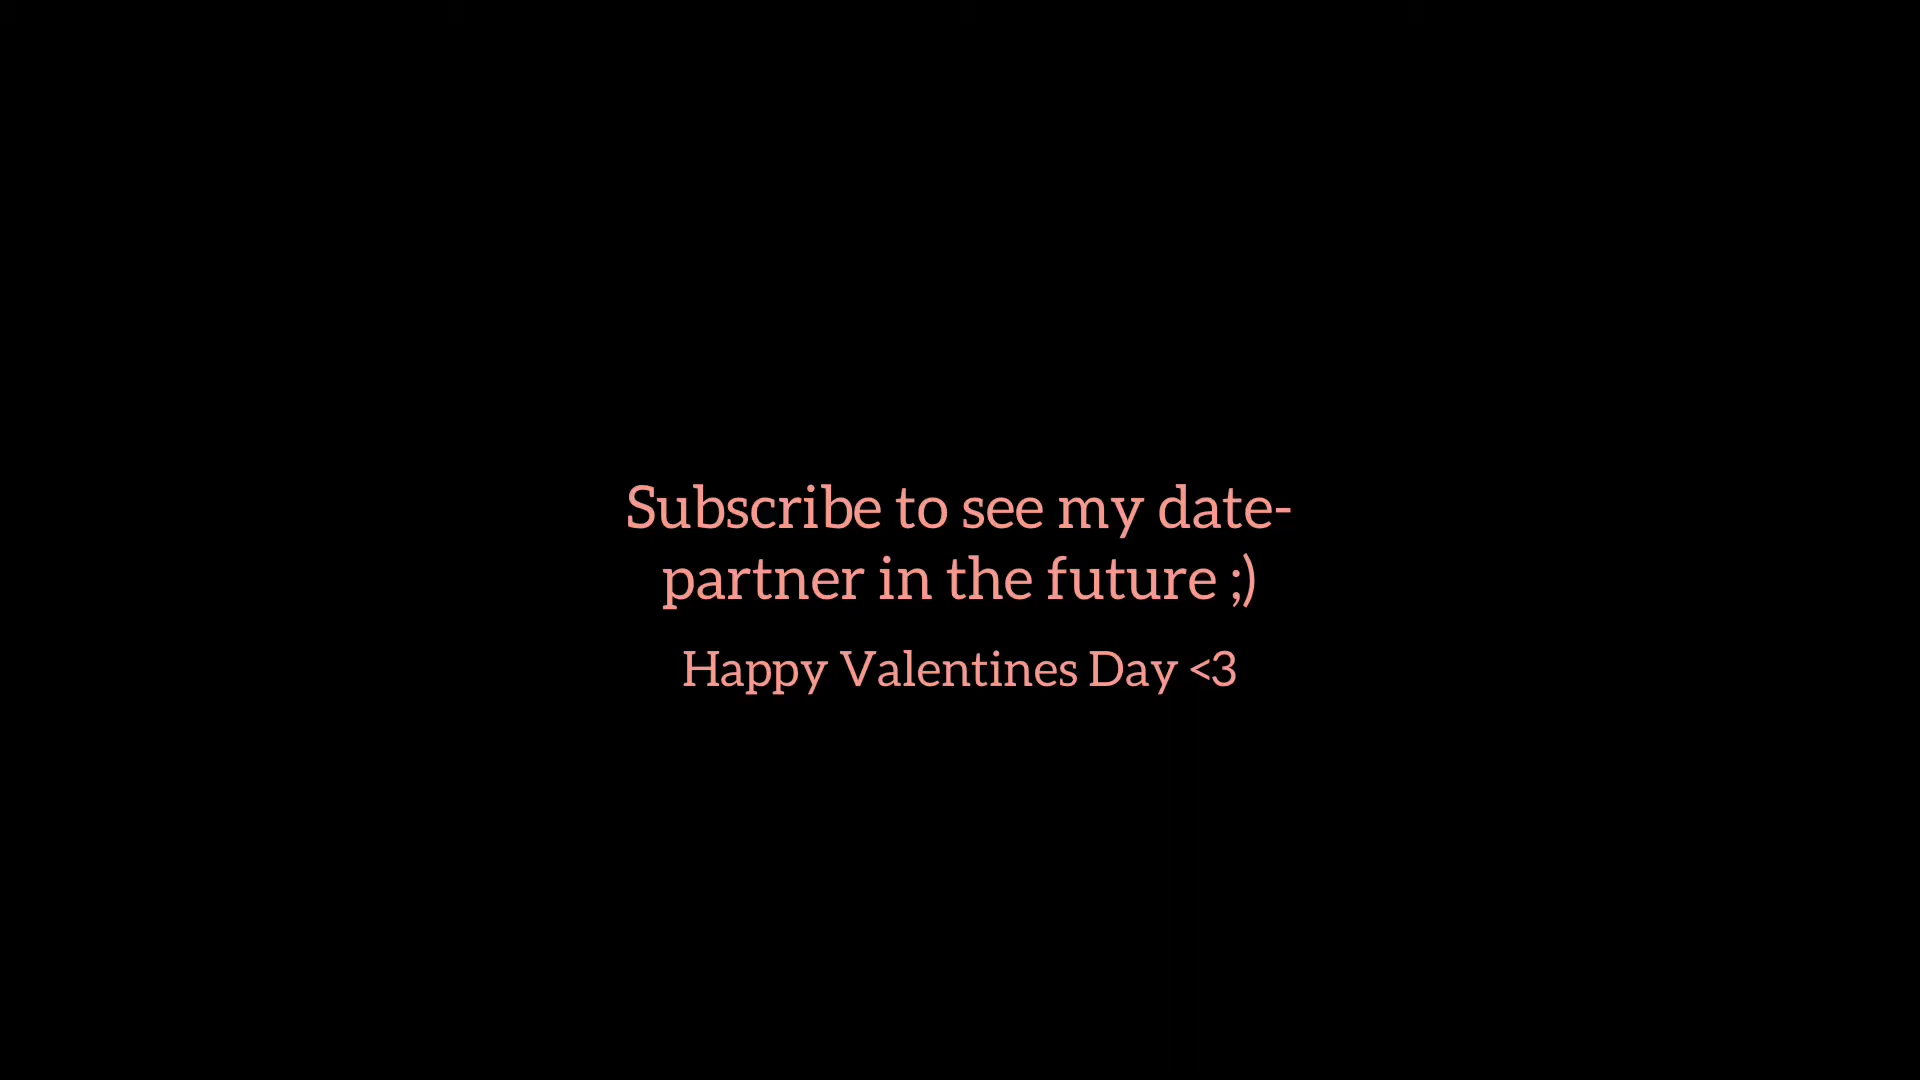 Subscribe to see my date-
partner in the future ;)
Happy Valentines Day <3